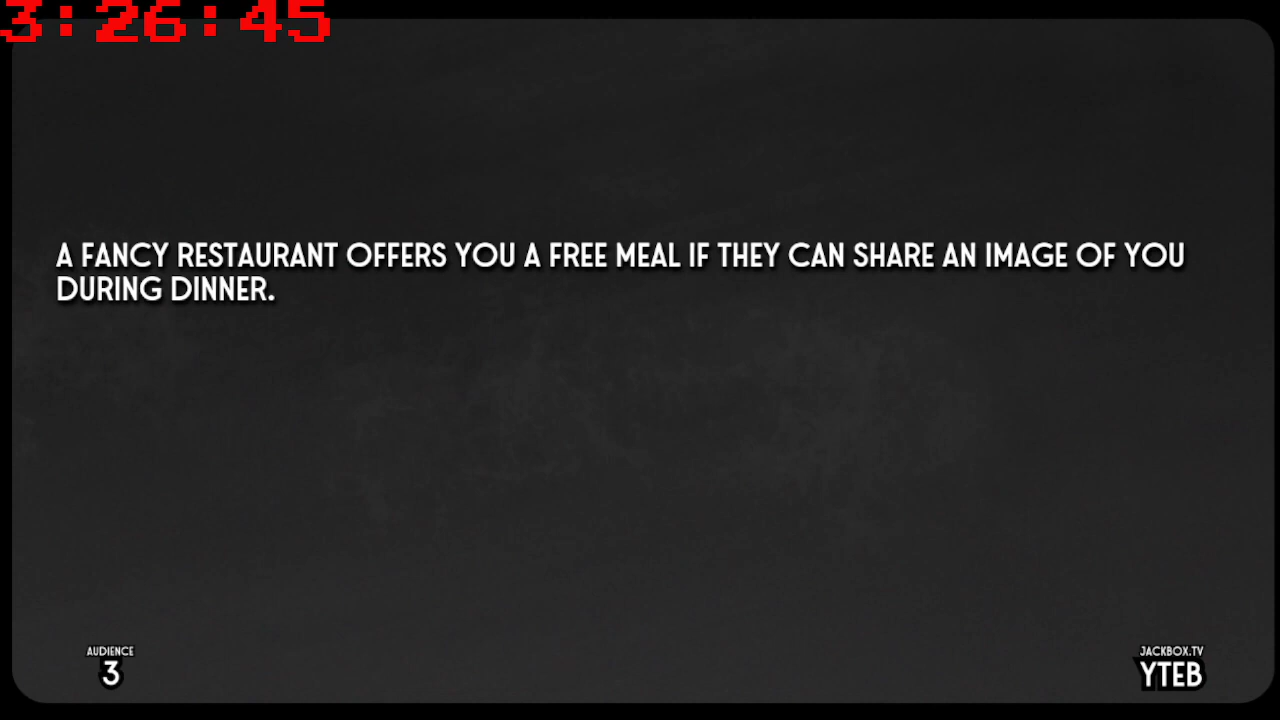 3:26:45
A FANCY RESTAURANT OFFERS YOU A FREE MEAL IF THEY CAN SHARE AN IMAGE OF YOU
DURING DINNER.
AUDIENCE
3
JACKBOX.TV
YTEB